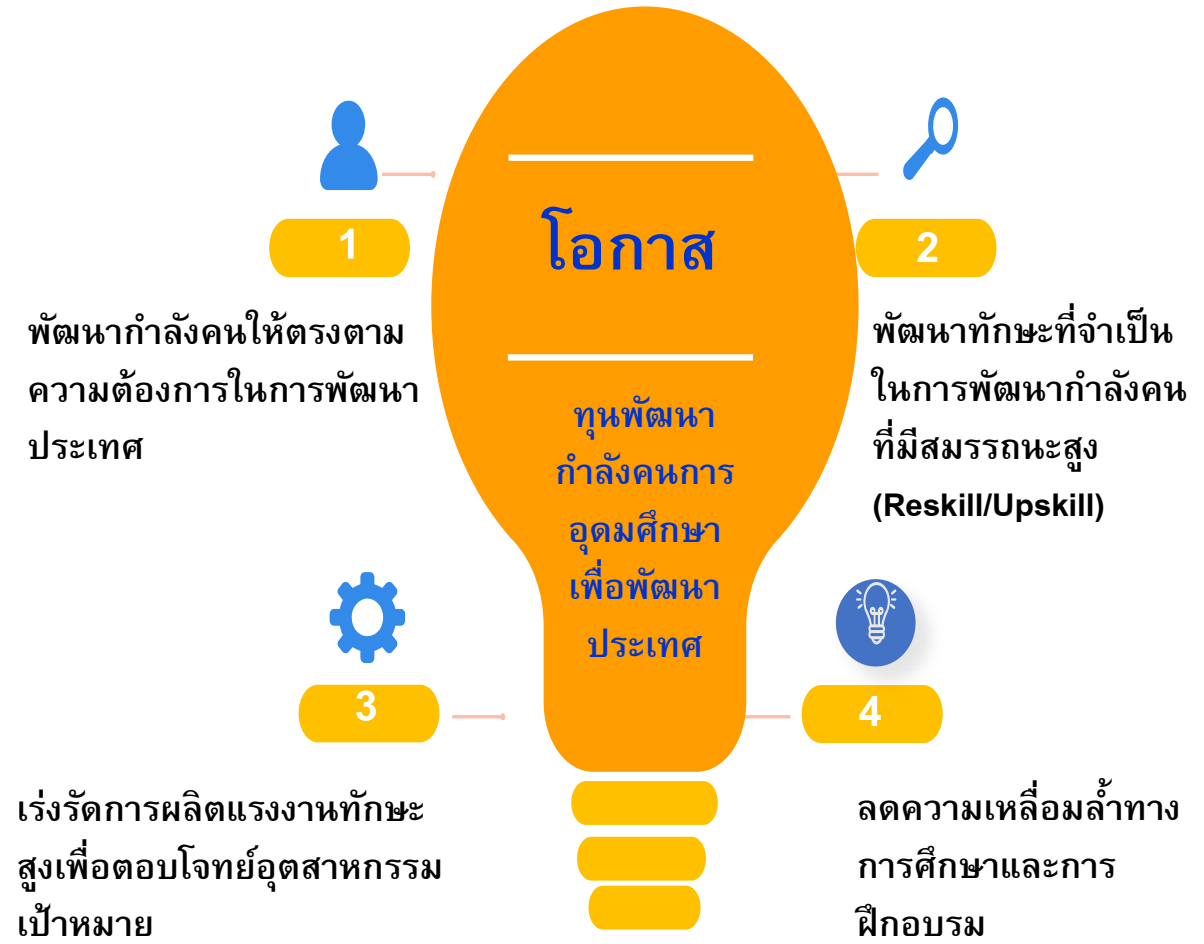 โอกาส
ทุนพัฒนา
กำลังคนการ
อุดมศึกษา
เพื่อพัฒนา
ประเทศ
1
พัฒนากำลังคนให้ตรงตาม
ความต้องการในการพัฒนา
ประเทศ
2
พัฒนาทักษะที่จำเป็น
ในการพัฒนากำลังคน
ที่มีสมรรถนะสูง
(Reskill/Upskill)
3
เร่งรัดการผลิตแรงงานทักษะ
สูงเพื่อตอบโจทย์อุตสาหกรรม
เป้าหมาย
4
ลดความเหลื่อมล้ำทาง
การศึกษาและการ
ฝึกอบรม